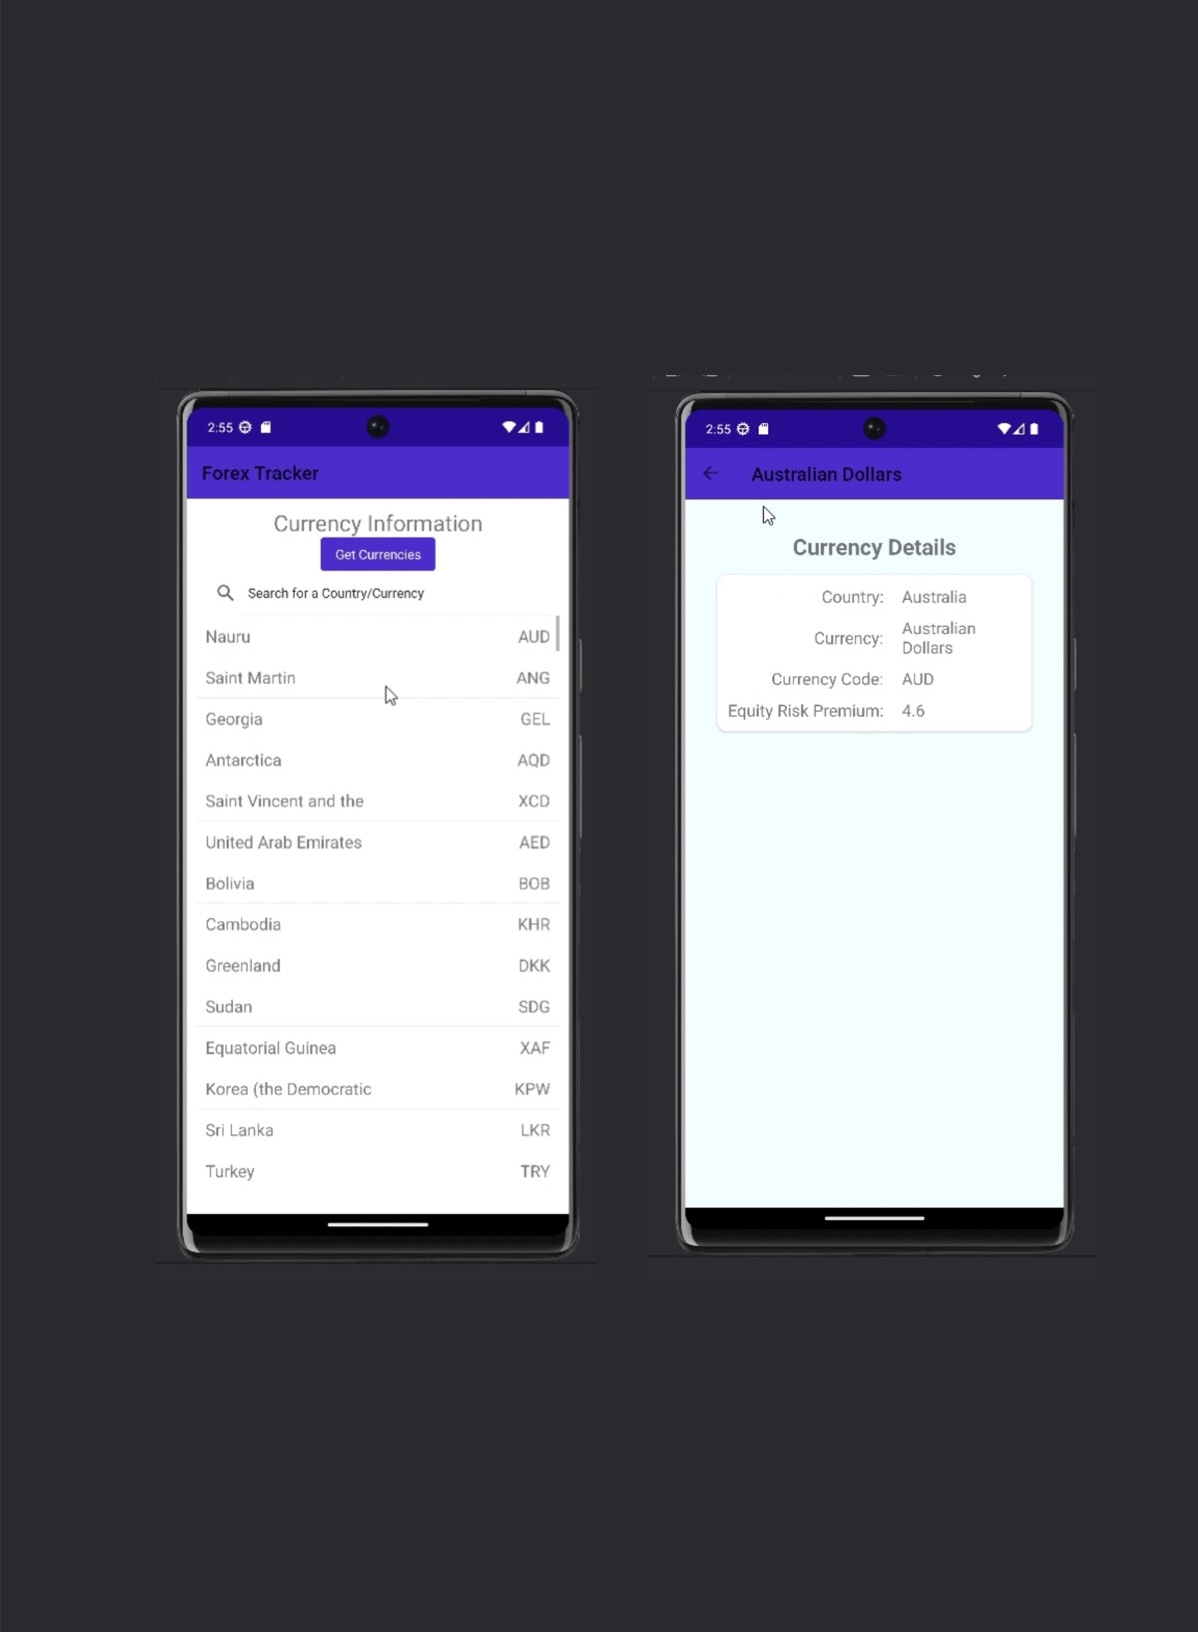 2:55
Forex Tracker
Currency Information
Get Currencies
Search for a Country/Currency
Nauru AUD
Saint Martin ANG
Georgia GEL
Antarctica AQD
Saint Vincent and the XCD
United Arab Emirates AED
Bolivia BOB
Cambodia KHR
Greenland DKK
Sudan SDG
Equatorial Guinea XAF
Korea (the Democratic KPW
Sri Lanka LKR
Turkey TRY
2:55
Australian Dollars
Currency Details
Country: Australia
Currency: Australian
Dollars
Currency Code: AUD
Equity Risk Premium: 4.6